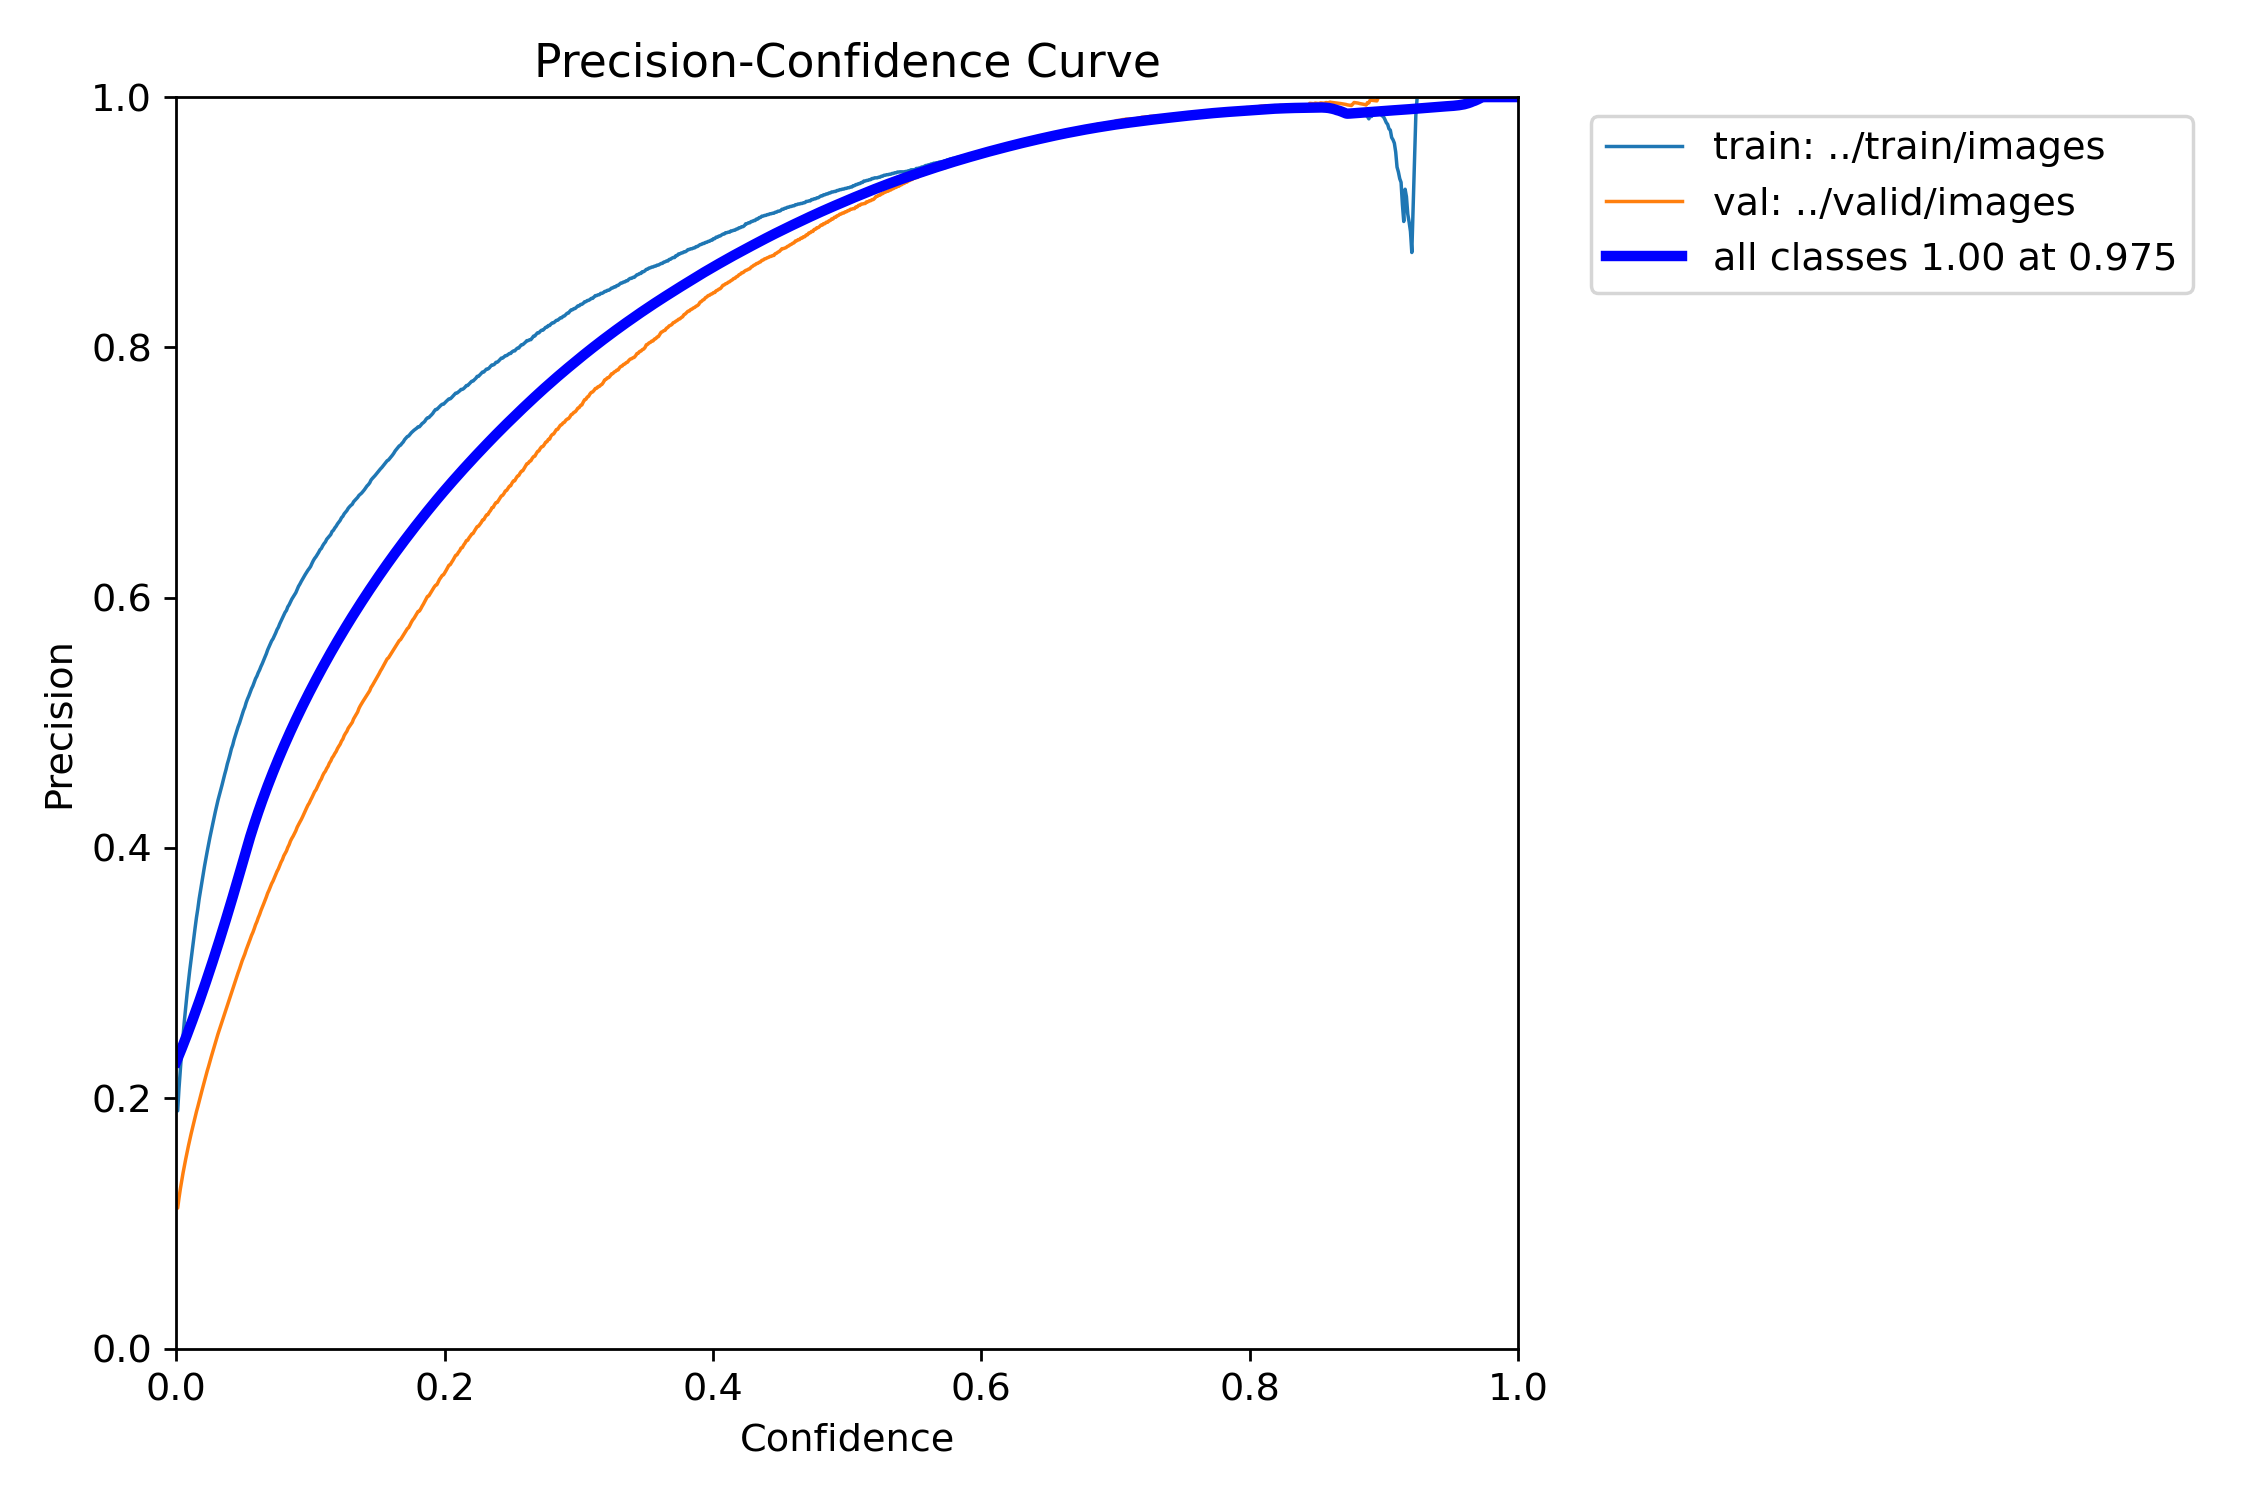 Precision-Confidence Curve
1.0
0.8
0.6
0.4
0.2
0.0
Precision
0.0 0.2 0.4 0.6 0.8 1.0
Confidence
train: ../train/images
val: ../valid/images
all classes 1.00 at 0.975